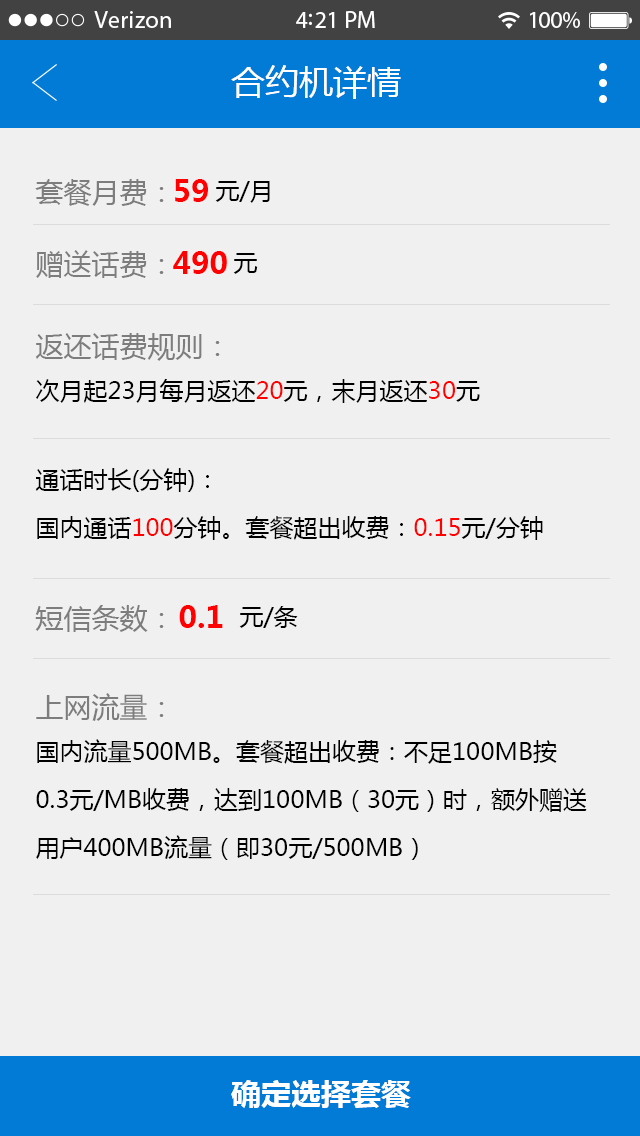 Verizon 4:21 PM 100%
合约机详情
套餐月费：59 元/月
赠送话费：490 元
返还话费规则：
次月起23月每月返还20元，末月返还30元
通话时长(分钟)：
国内通话100分钟。套餐超出收费：0.15元/分钟
短信条数：0.1 元/条
上网流量：
国内流量500MB。套餐超出收费：不足100MB按
0.3元/MB收费，达到100MB（30元）时，额外赠送
用户400MB流量（即30元/500MB）
确定选择套餐